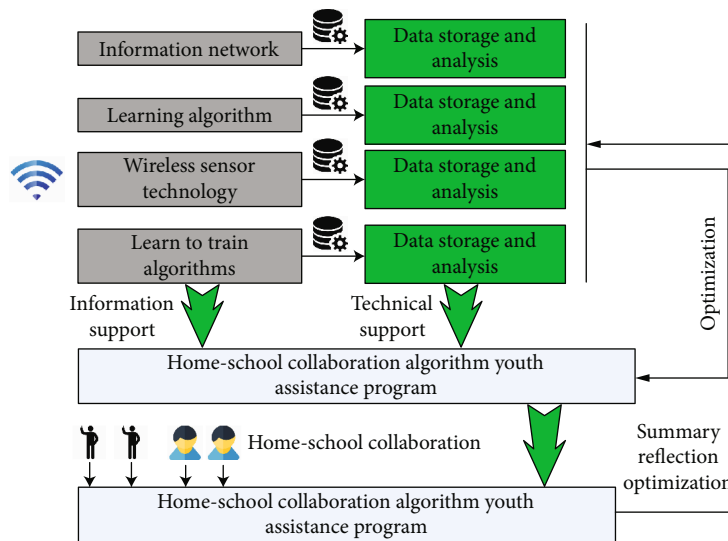 Information network
Data storage and
analysis
Learning algorithm
Data storage and
analysis
Wireless sensor
technology
Data storage and
analysis
Learn to train
algorithms
Data storage and
analysis
Optimization
Information
support
Technical
support
Home-school collaboration algorithm youth
assistance program
Home-school collaboration
Summary
reflection
optimization
Home-school collaboration algorithm youth
assistance program